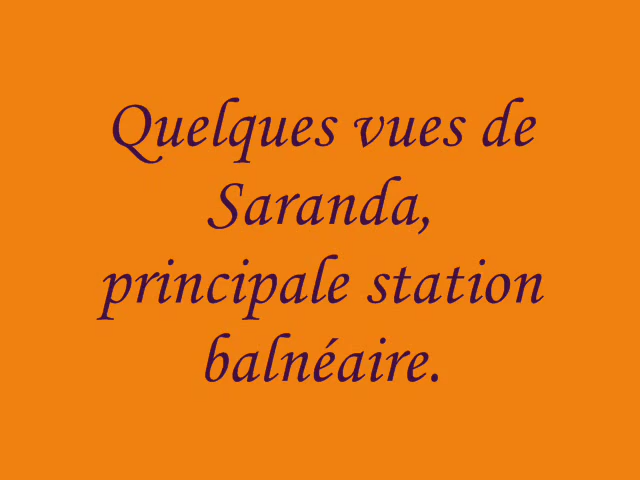 Quelques vues de
Saranda,
principale station
balnéaire.